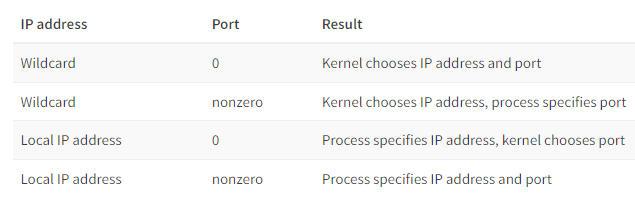 IP address Port Result
Wildcard 0 Kernel chooses IP address and port
Wildcard nonzero Kernel chooses IP address, process specifies port
Local IP address 0 Process specifies IP address, kernel chooses port
Local IP address nonzero Process specifies IP address and port